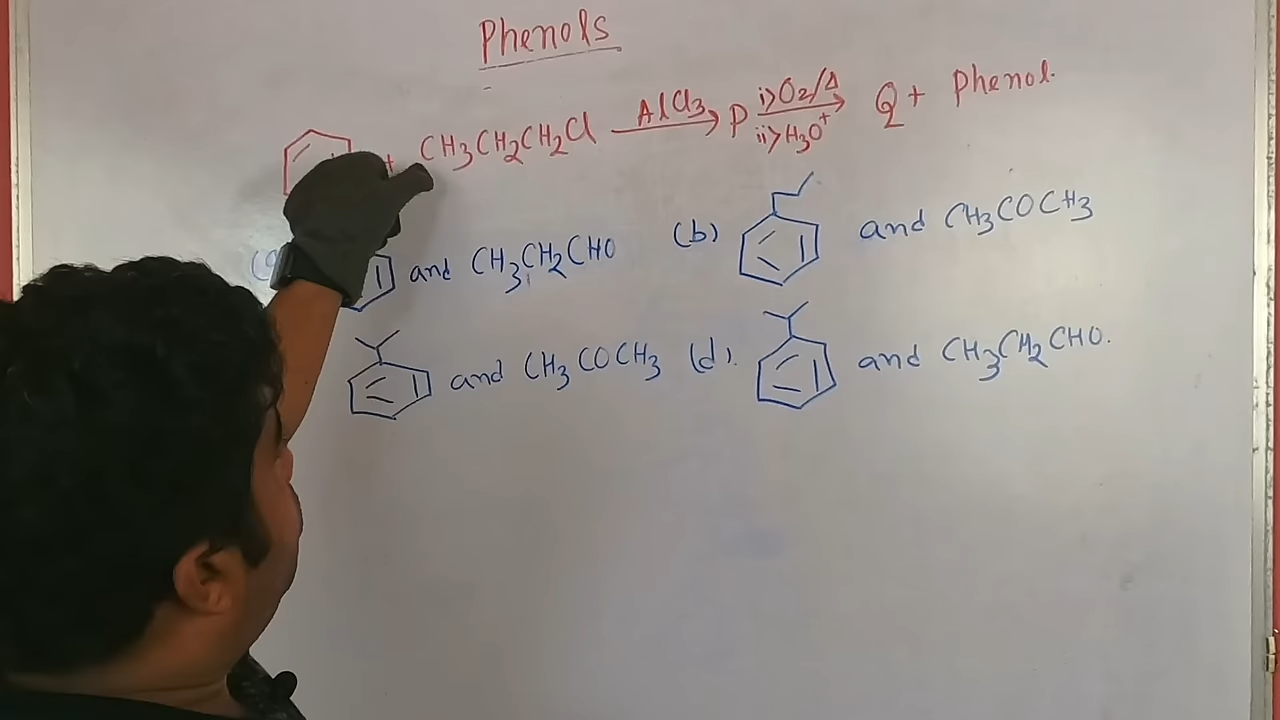 Phenols
+ CH3CH2CH2Cl AlCl3 P i>O2/Δ ii>H3O+ Q + Phenol.
and CH3CH2CHO (b) and CH3COCH3
and CH3COCH3 (d). and CH3CH2CHO.